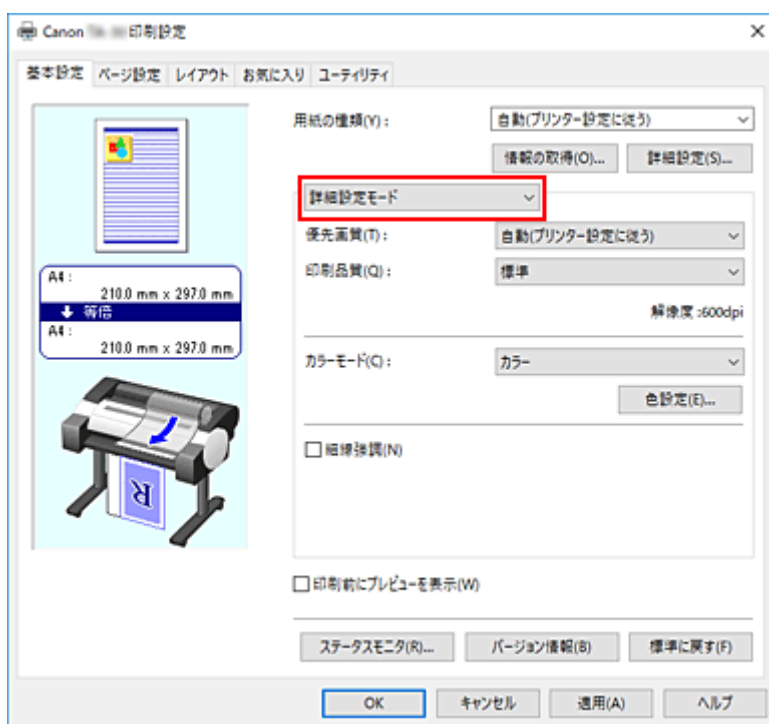 Canon 印刷設定
基本設定 ページ設定 レイアウト お気に入り ユーティリティ
用紙の種類(Y): 自動(プリンター設定に従う)
情報の取得(O)... 詳細設定(S)...
詳細設定モード
優先画質(T): 自動(プリンター設定に従う)
印刷品質(Q): 標準
解像度 :600dpi
カラーモード(C): カラー
色設定(E)...
細線強調(N)
A4 :
210.0 mm x 297.0 mm
等倍
A4 :
210.0 mm x 297.0 mm
R
印刷前にプレビューを表示(W)
ステータスモニタ(R)... バージョン情報(B) 標準に戻す(F)
OK キャンセル 適用(A) ヘルプ